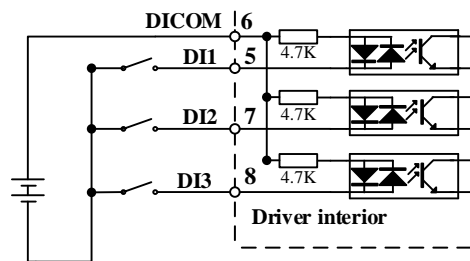 DICOM 6
4.7K
DI1 5
4.7K
DI2 7
4.7K
DI3 8
Driver interior